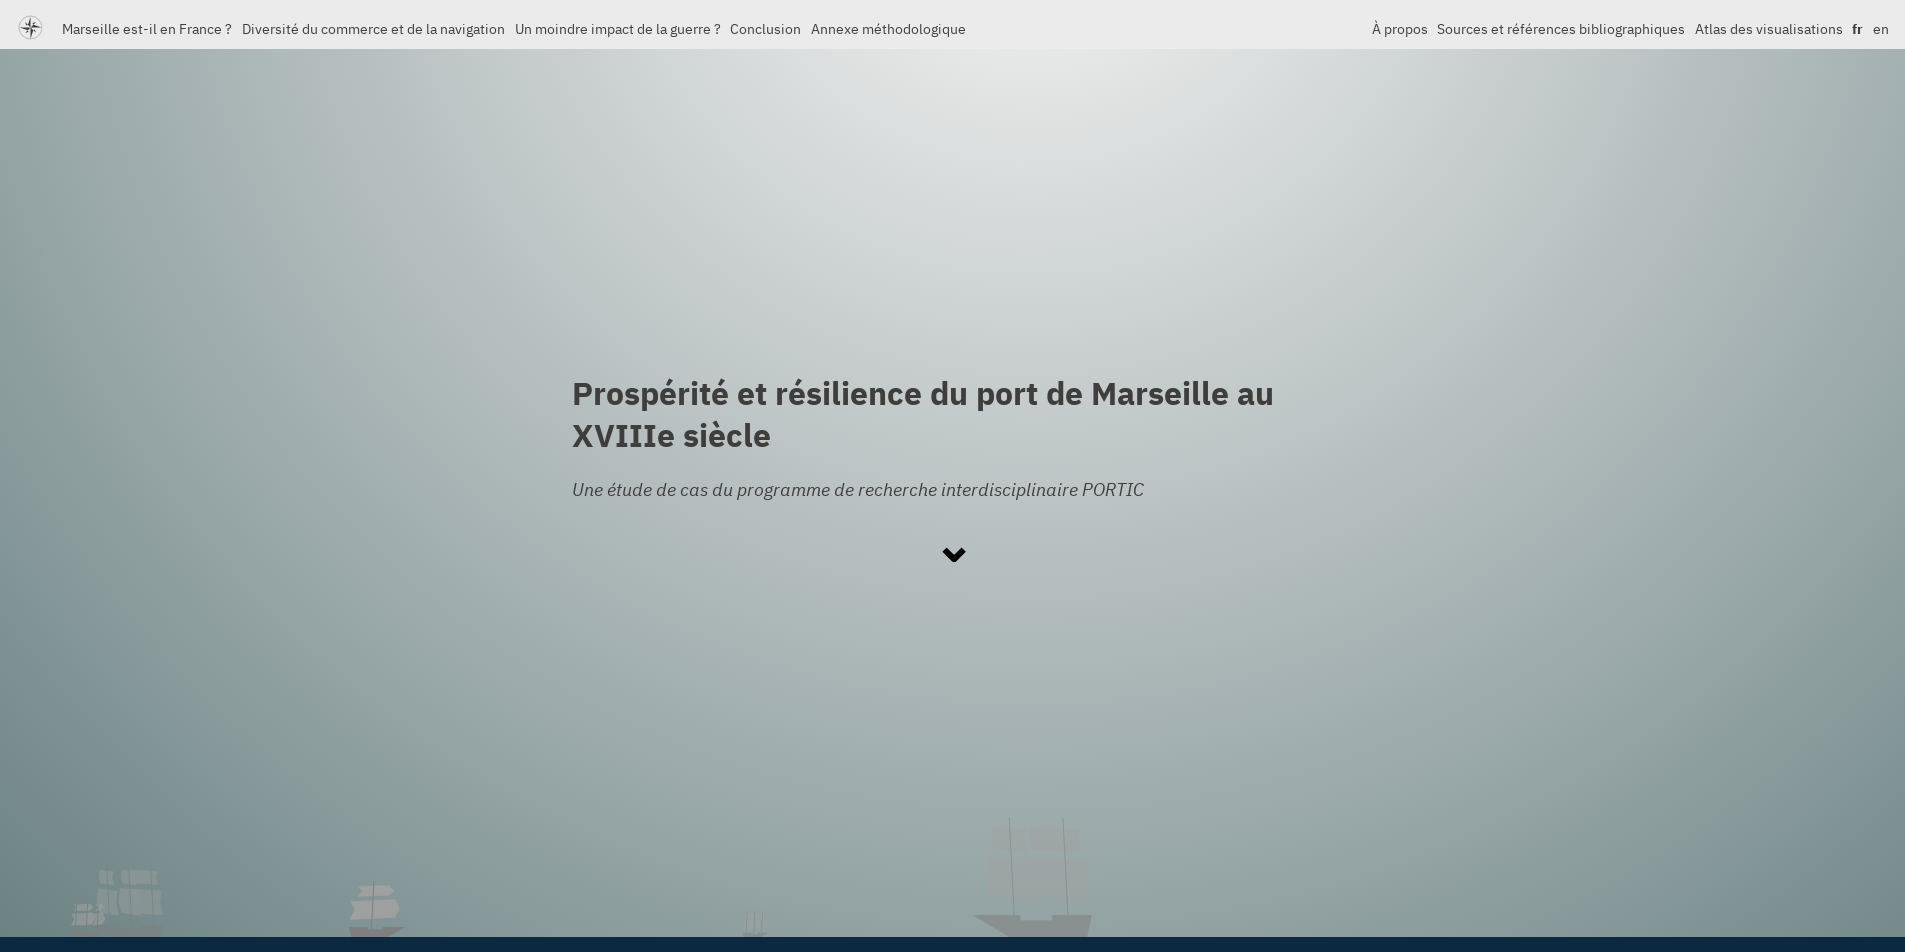 Marseille est-il en France ? Diversité du commerce et de la navigation Un moindre impact de la guerre ? Conclusion Annexe méthodologique À propos Sources et références bibliographiques Atlas des visualisations fr en
Prospérité et résilience du port de Marseille au
XVIIIe siècle
Une étude de cas du programme de recherche interdisciplinaire PORTIC